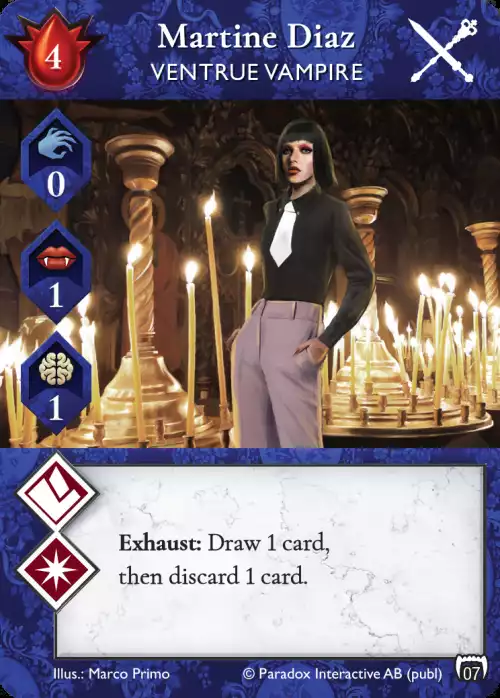 4
Martine Diaz
VENTRUE VAMPIRE
0
1
1
Exhaust: Draw 1 card,
then discard 1 card.
Illus.: Marco Primo
© Paradox Interactive AB (publ)
07